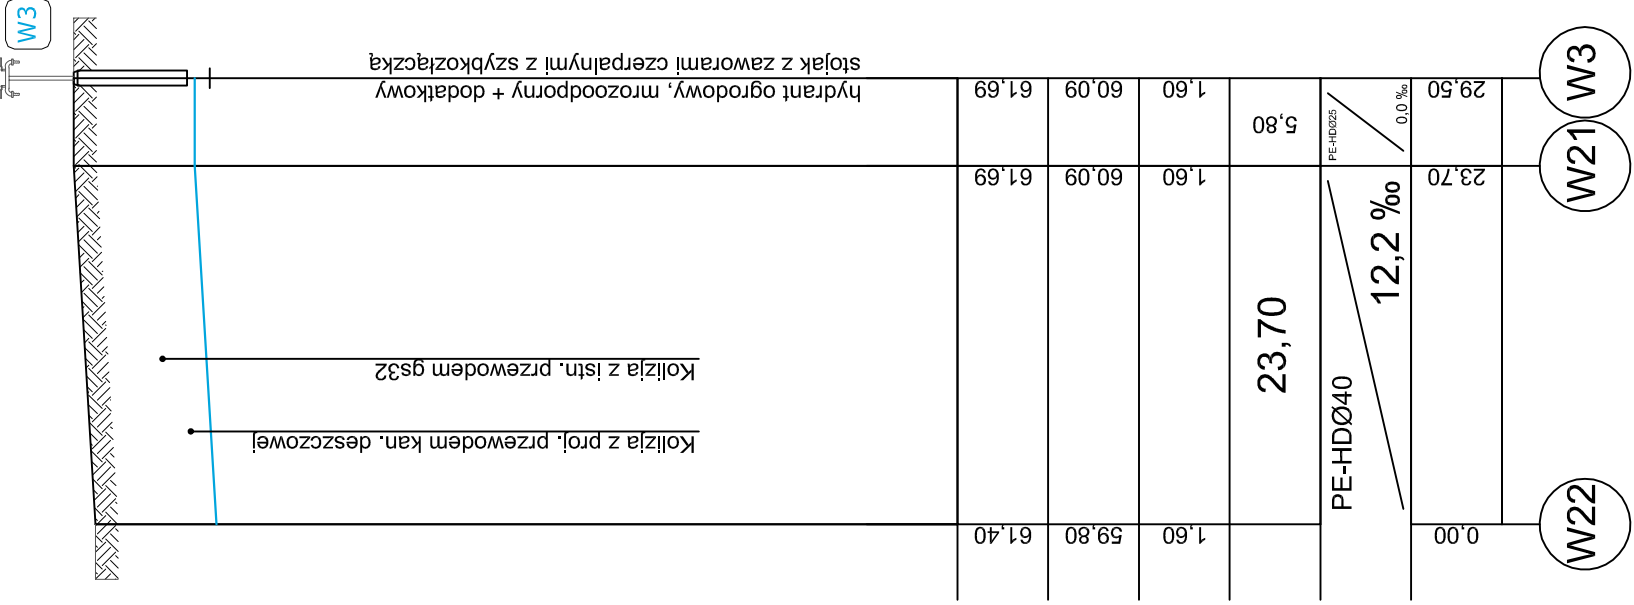 W3
stojak z zaworami czerpalnymi z szybkozłączką
hydrant ogrodowy, mrozoodporny + dodatkowy
61,69
60,09
1,60
5,80
PE-HDØ25
0,0 ‰
29,50
W3
61,69
60,09
1,60
23,70
W21
Kolizja z istn. przewodem gs32
Kolizja z proj. przewodem kan. deszczowej
23,70
PE-HDØ40
12,2 ‰
61,40
59,80
1,60
0,00
W22